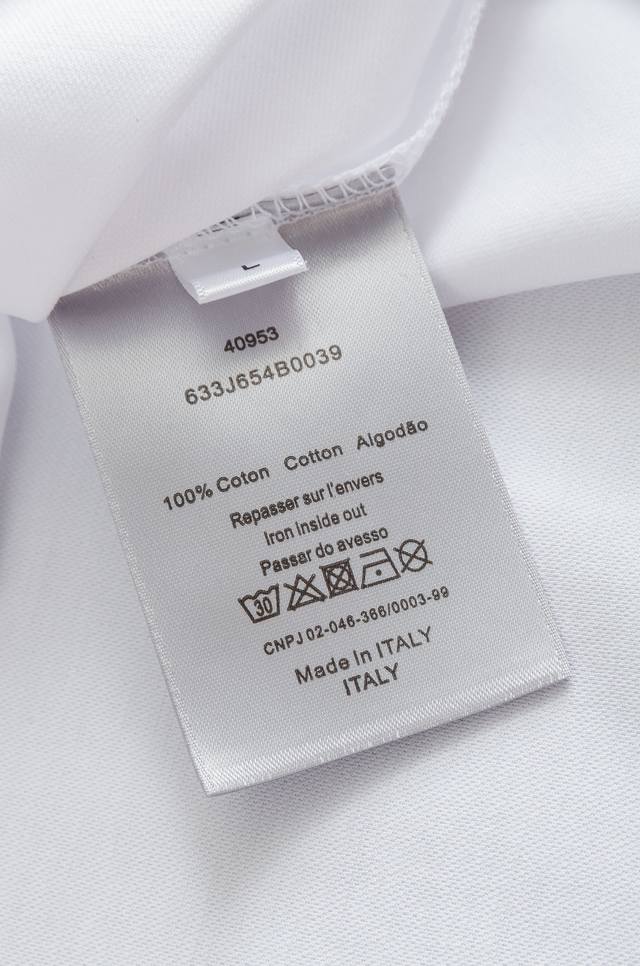 L
40953
633J654B0039
100% Coton Cotton Algodão
Repasser sur l'envers
Iron inside out
Passar do avesso
30
CNPJ 02-046-366/0003-99
Made In ITALY
ITALY